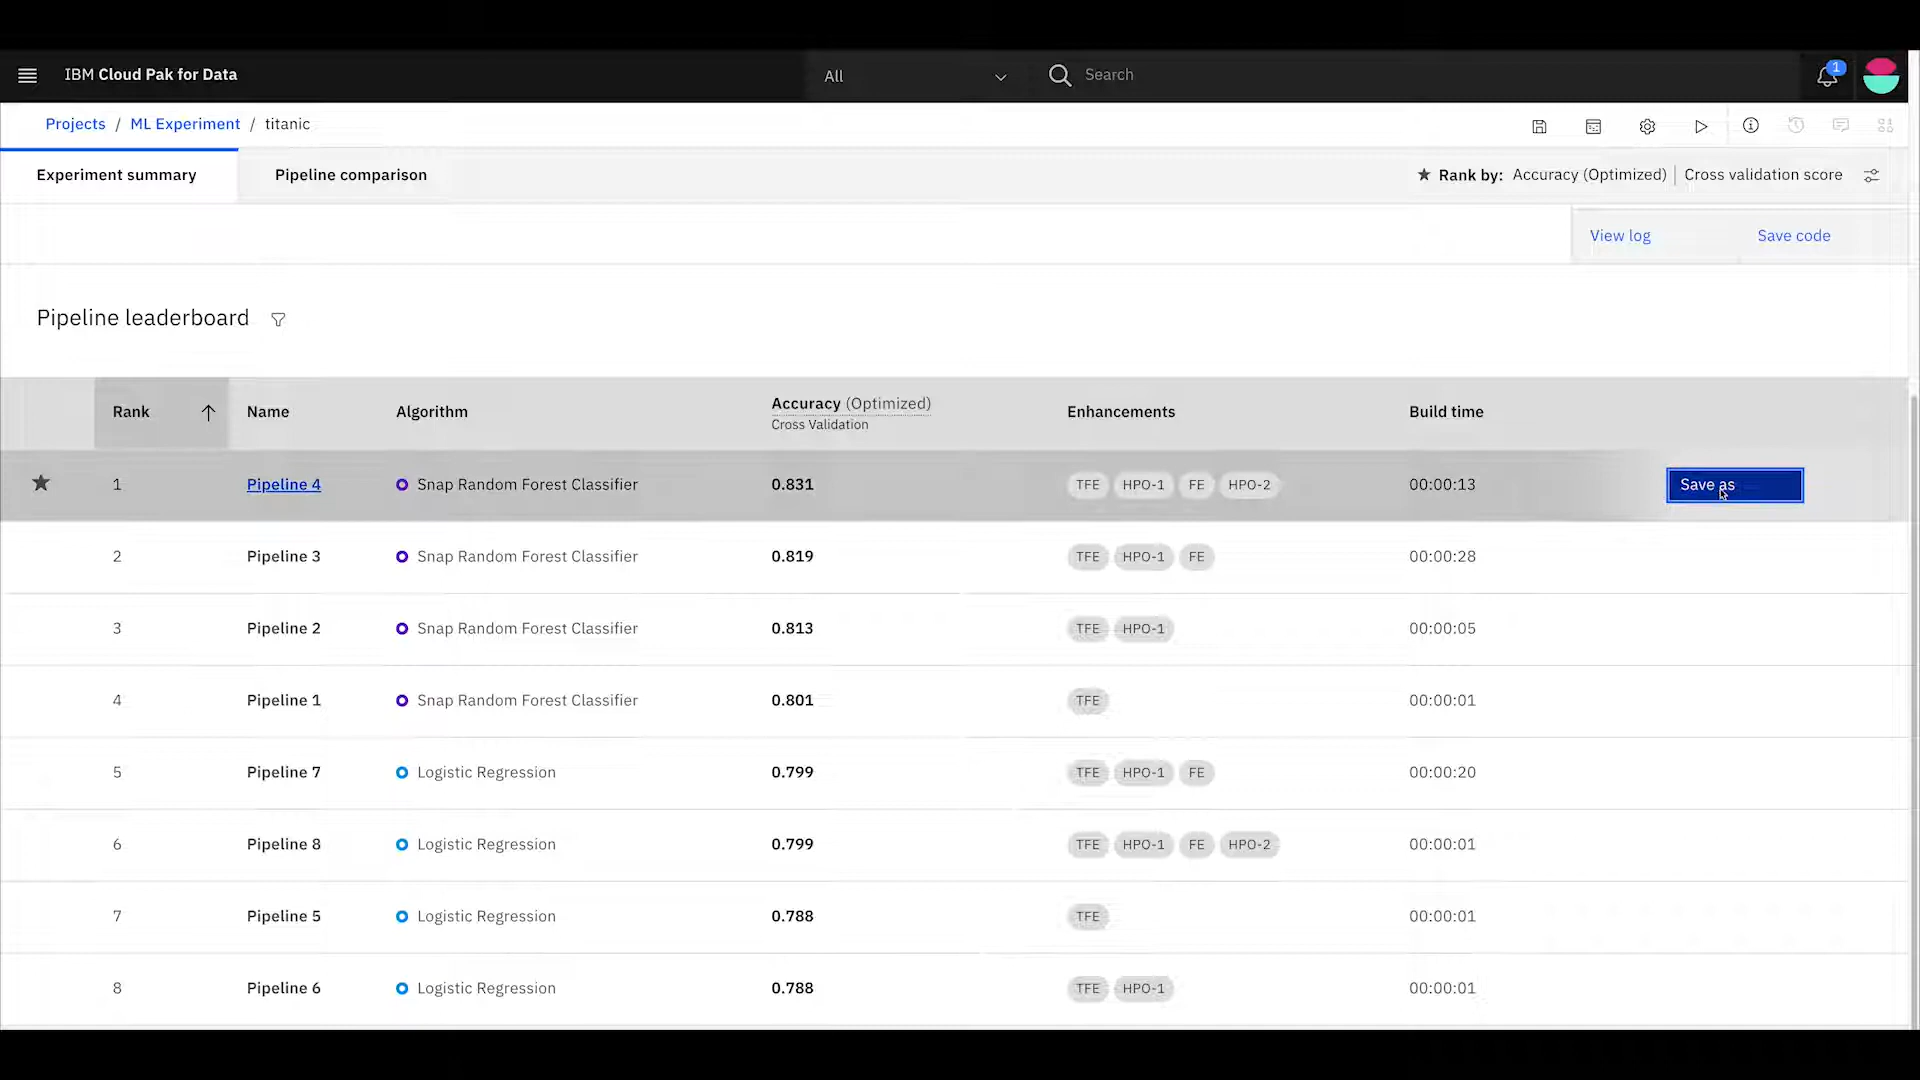 IBM Cloud Pak for Data
All
Search
1
Projects / ML Experiment / titanic
Experiment summary
Pipeline comparison
★ Rank by: Accuracy (Optimized) | Cross validation score
View log
Save code
Pipeline leaderboard
Rank Name Algorithm Accuracy (Optimized) Enhancements Build time
Cross Validation
1 Pipeline 4 Snap Random Forest Classifier 0.831 TFE HPO-1 FE HPO-2 00:00:13 Save as
2 Pipeline 3 Snap Random Forest Classifier 0.819 TFE HPO-1 FE 00:00:28
3 Pipeline 2 Snap Random Forest Classifier 0.813 TFE HPO-1 00:00:05
4 Pipeline 1 Snap Random Forest Classifier 0.801 TFE 00:00:01
5 Pipeline 7 Logistic Regression 0.799 TFE HPO-1 FE 00:00:20
6 Pipeline 8 Logistic Regression 0.799 TFE HPO-1 FE HPO-2 00:00:01
7 Pipeline 5 Logistic Regression 0.788 TFE 00:00:01
8 Pipeline 6 Logistic Regression 0.788 TFE HPO-1 00:00:01